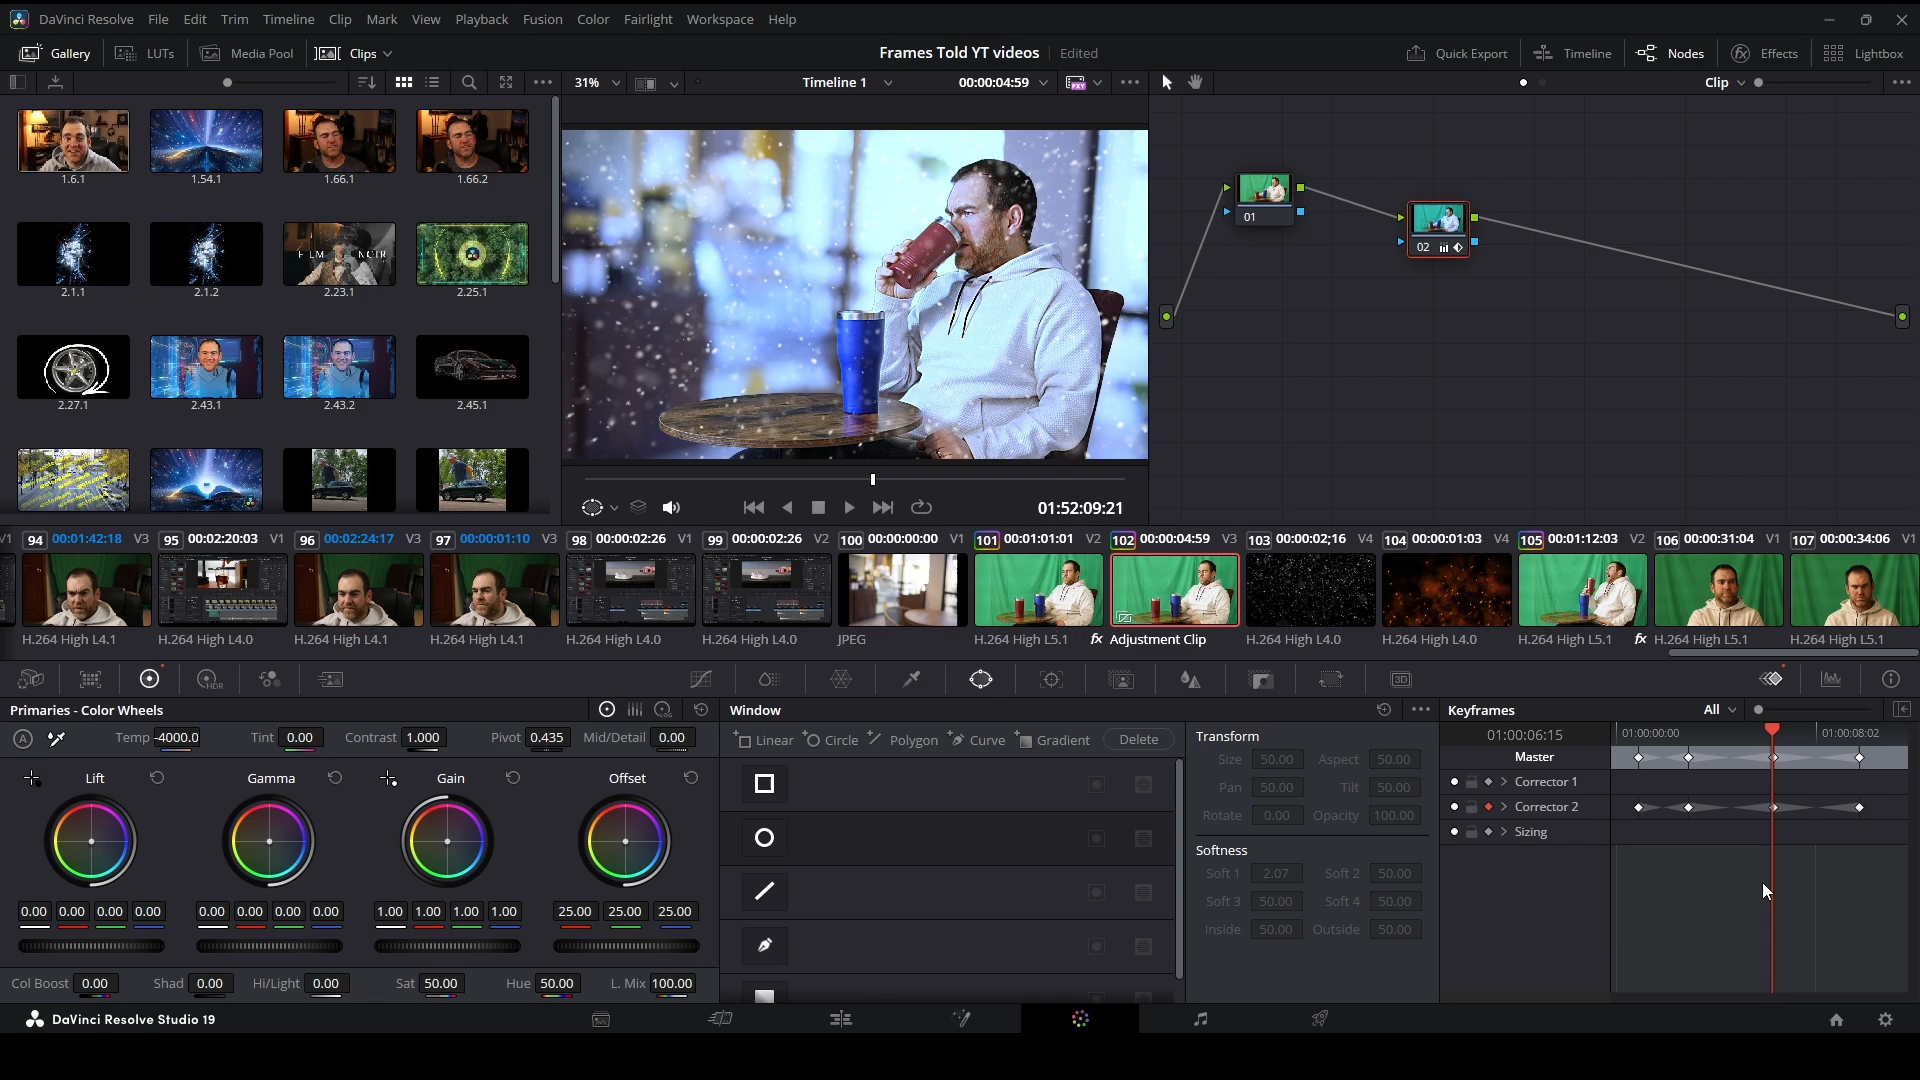 DaVinci Resolve File Edit Trim Timeline Clip Mark View Playback Fusion Color Fairlight Workspace Help
Gallery LUTs Media Pool Clips Frames Told YT videos Edited Quick Export Timeline Nodes Effects Lightbox
31% Timeline 1 00:00:04:59 PXY Clip
1.6.1 1.54.1 1.66.1 1.66.2
FILM NOIR
2.1.1 2.1.2 2.23.1 2.25.1
2.27.1 2.43.1 2.43.2 2.45.1
01
02
01:52:09:21
V1 94 00:01:42:18 V3 95 00:02:20:03 V1 96 00:02:24:17 V3 97 00:00:01:10 V3 98 00:00:02:26 V1 99 00:00:02:26 V2 100 00:00:00:00 V1 101 00:01:01:01 V2 102 00:00:04:59 V3 103 00:00:02;16 V4 104 00:00:01:03 V4 105 00:01:12:03 V2 106 00:00:31:04 V1 107 00:00:34:06 V1
H.264 High L4.1 H.264 High L4.0 H.264 High L4.1 H.264 High L4.1 H.264 High L4.0 H.264 High L4.0 JPEG H.264 High L5.1 fx Adjustment Clip H.264 High L4.0 H.264 High L4.0 H.264 High L5.1 fx H.264 High L5.1 H.264 High L5.1
HDR 3D
Primaries - Color Wheels LOG Window Keyframes All
A Temp -4000.0 Tint 0.00 Contrast 1.000 Pivot 0.435 Mid/Detail 0.00
Linear Circle Polygon Curve Gradient Delete
Lift Gamma Gain Offset
0.00 0.00 0.00 0.00 0.00 0.00 0.00 0.00 1.00 1.00 1.00 1.00 25.00 25.00 25.00
Col Boost 0.00 Shad 0.00 Hi/Light 0.00 Sat 50.00 Hue 50.00 L. Mix 100.00
Transform
Size 50.00 Aspect 50.00
Pan 50.00 Tilt 50.00
Rotate 0.00 Opacity 100.00
Softness
Soft 1 2.07 Soft 2 50.00
Soft 3 50.00 Soft 4 50.00
Inside 50.00 Outside 50.00
01:00:06:15 01:00:00:00 01:00:08:02
Master
Corrector 1
Corrector 2
Sizing
DaVinci Resolve Studio 19